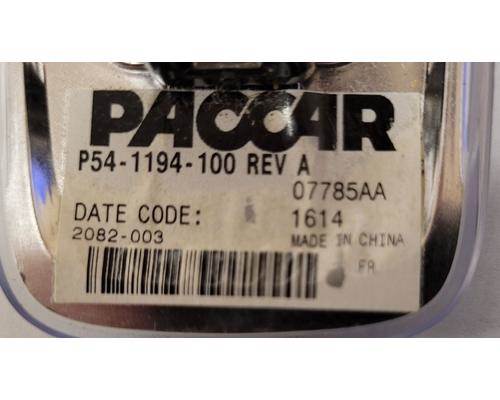 PACCAR
P54-1194-100 REV A
07785AA
DATE CODE: 1614
2082-003 MADE IN CHINA
FR